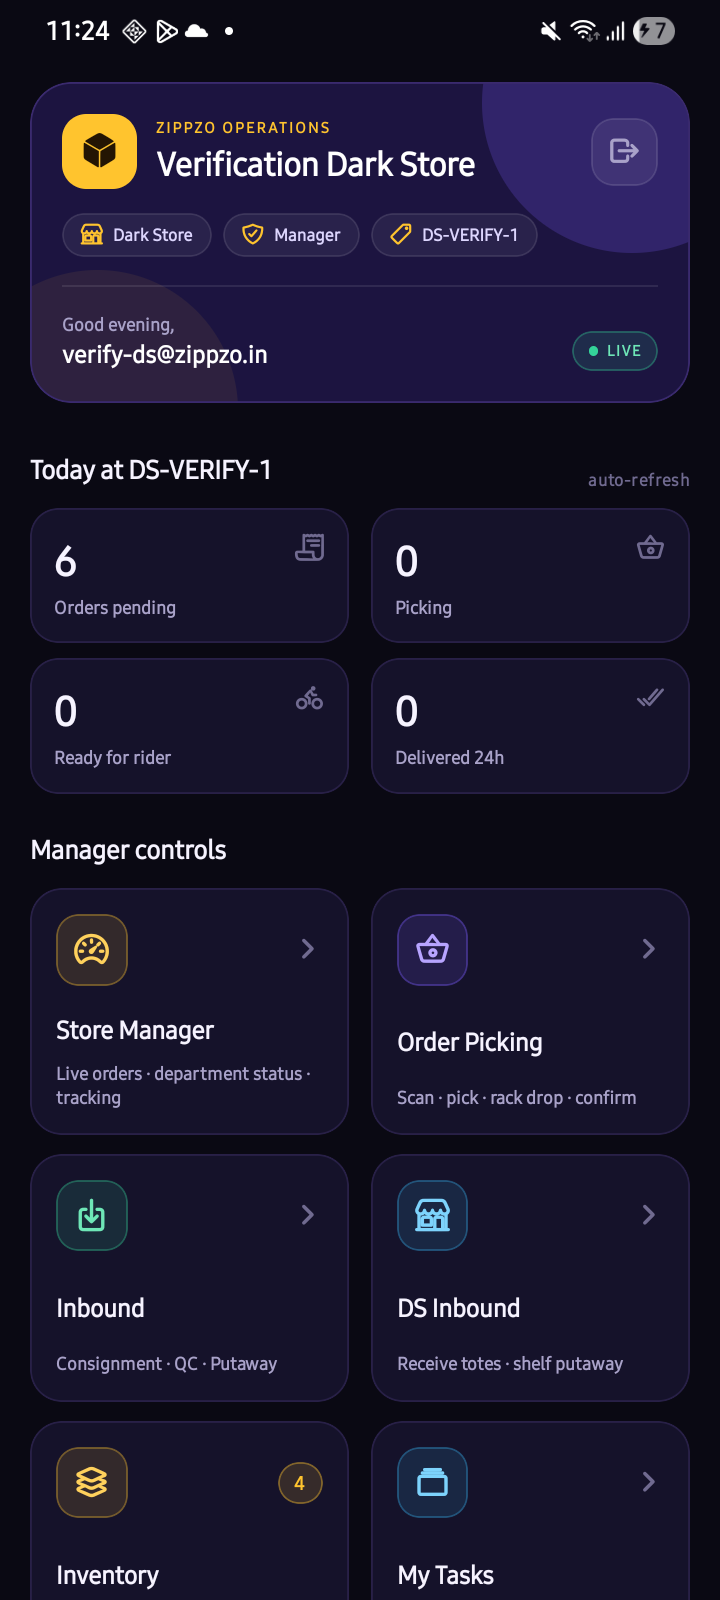 11:24
7
ZIPPZO OPERATIONS
Verification Dark Store
Dark Store
Manager
DS-VERIFY-1
Good evening,
verify-ds@zippzo.in
LIVE
Today at DS-VERIFY-1
auto-refresh
6
Orders pending
0
Picking
0
Ready for rider
0
Delivered 24h
Manager controls
Store Manager
Live orders · department status ·
tracking
Order Picking
Scan · pick · rack drop · confirm
Inbound
Consignment · QC · Putaway
DS Inbound
Receive totes · shelf putaway
4
Inventory
My Tasks